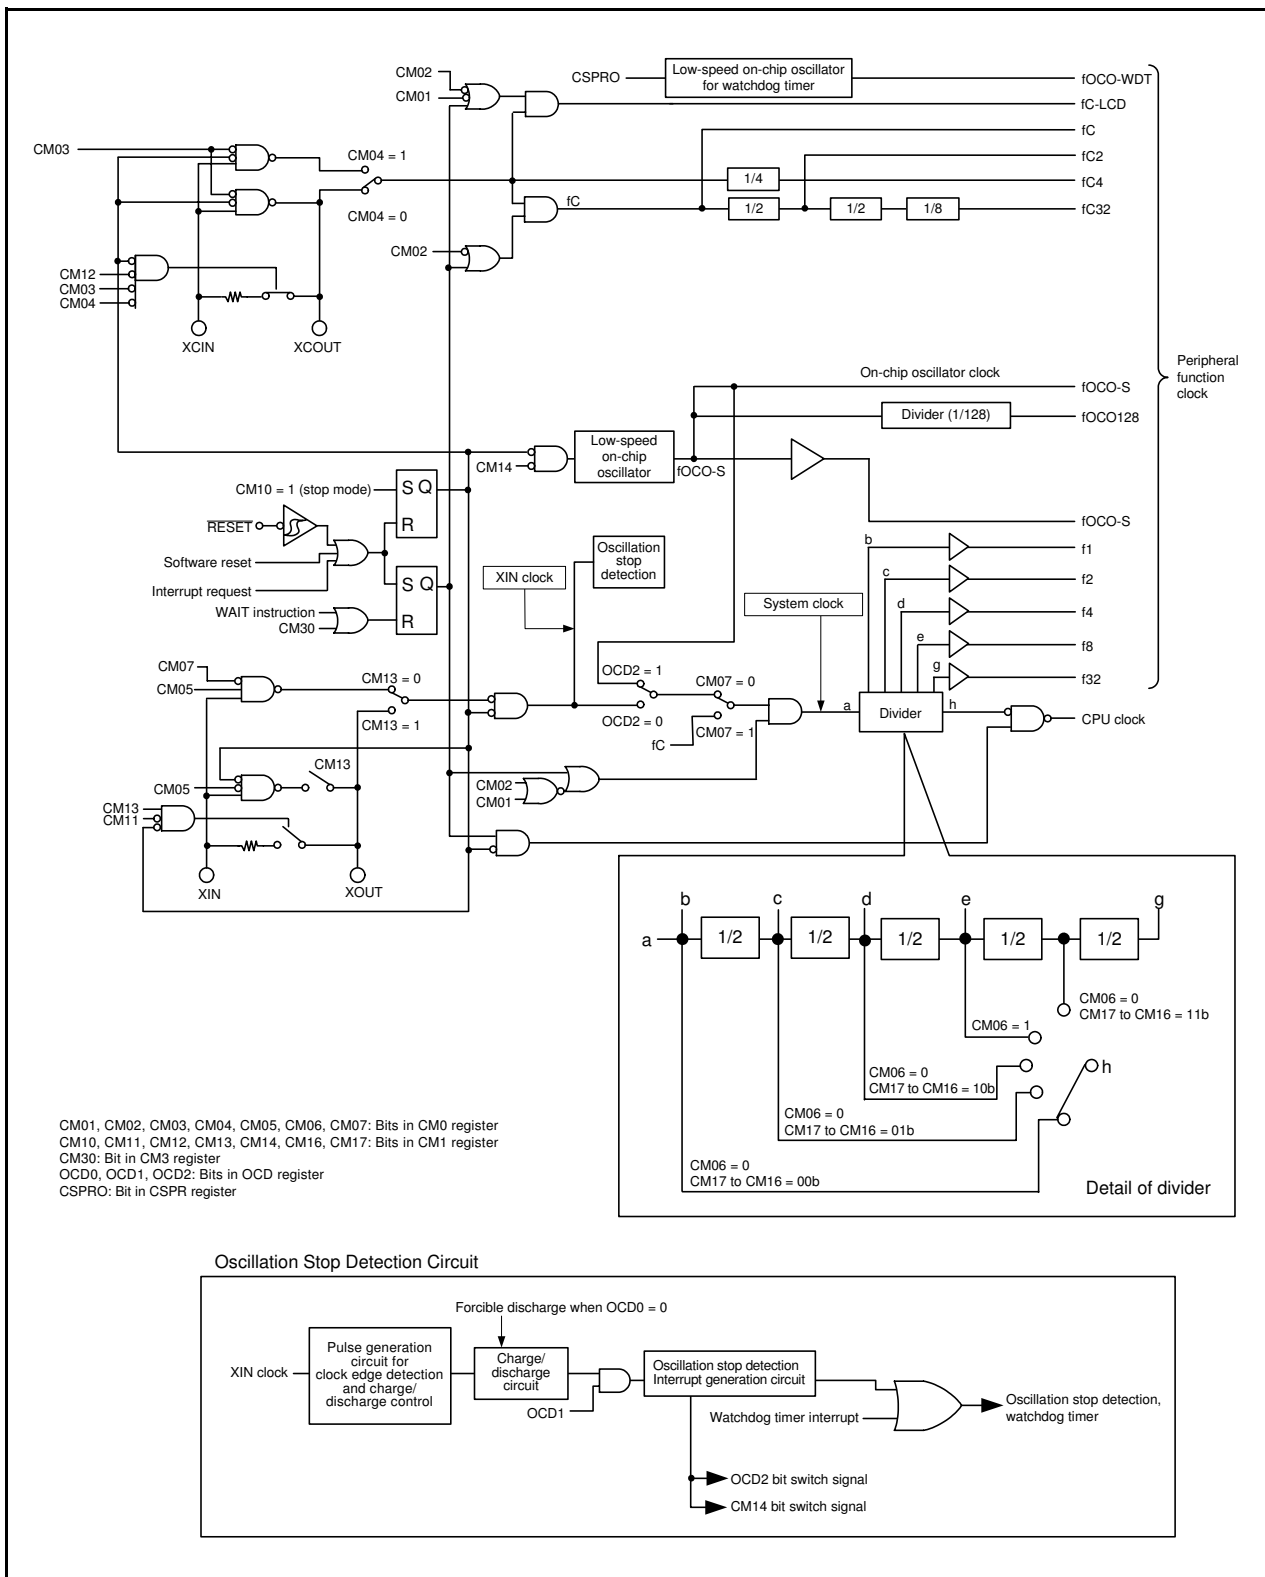 CM02
CM01
CSPRO
Low-speed on-chip oscillator
for watchdog timer
fOCO-WDT
fC-LCD
fC
fC2
fC4
fC32
CM03
CM04 = 1
CM04 = 0
1/4
fC
1/2
1/2
1/8
CM02
CM12
CM03
CM04
XCIN
XCOUT
Peripheral
function
clock
On-chip oscillator clock
fOCO-S
Divider (1/128)
fOCO128
CM14
Low-speed
on-chip
oscillator
fOCO-S
fOCO-S
CM10 = 1 (stop mode)
S Q
R
RESET
Software reset
Interrupt request
S Q
R
WAIT instruction
CM30
Oscillation
stop
detection
XIN clock
System clock
b
f1
c
f2
d
f4
e
f8
g
f32
CM07
CM05
CM13 = 0
CM13 = 1
OCD2 = 1
OCD2 = 0
CM07 = 0
CM07 = 1
fC
a
Divider
h
CPU clock
CM13
CM05
CM02
CM01
CM13
CM11
XIN
XOUT
b
c
d
e
g
a
1/2
1/2
1/2
1/2
1/2
CM06 = 0
CM17 to CM16 = 11b
CM06 = 1
CM06 = 0
CM17 to CM16 = 10b
h
CM06 = 0
CM17 to CM16 = 01b
CM06 = 0
CM17 to CM16 = 00b
Detail of divider
CM01, CM02, CM03, CM04, CM05, CM06, CM07: Bits in CM0 register
CM10, CM11, CM12, CM13, CM14, CM16, CM17: Bits in CM1 register
CM30: Bit in CM3 register
OCD0, OCD1, OCD2: Bits in OCD register
CSPRO: Bit in CSPR register
Oscillation Stop Detection Circuit
Forcible discharge when OCD0 = 0
XIN clock
Pulse generation
circuit for
clock edge detection
and charge/
discharge control
Charge/
discharge
circuit
OCD1
Oscillation stop detection
Interrupt generation circuit
Watchdog timer interrupt
Oscillation stop detection,
watchdog timer
OCD2 bit switch signal
CM14 bit switch signal